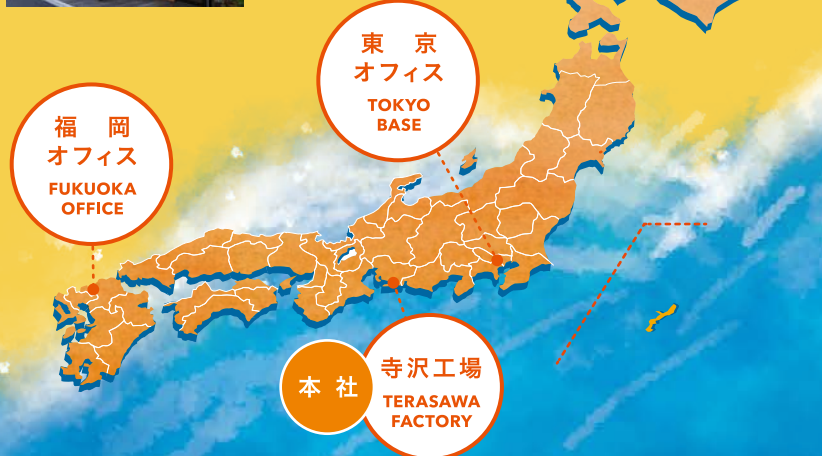 東 京
オフィス
TOKYO
BASE
福 岡
オフィス
FUKUOKA
OFFICE
本 社
寺沢工場
TERASAWA
FACTORY